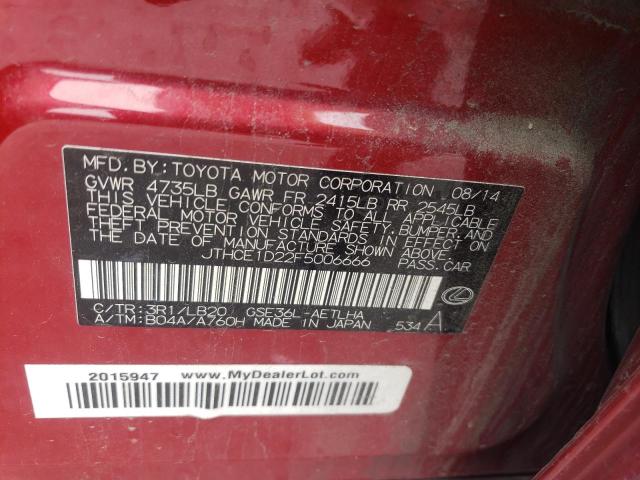 MFD. BY: TOYOTA MOTOR CORPORATION 08/14
GVWR 4735LB GAWR FR 2415LB RR 2545LB
THIS VEHICLE CONFORMS TO ALL APPLICABLE
FEDERAL MOTOR VEHICLE SAFETY, BUMPER, AND
THEFT PREVENTION STANDARDS IN EFFECT ON
THE DATE OF MANUFACTURE SHOWN ABOVE.
JTHCE1D22F5006666 PASS.CAR
C/TR: 3R1/LB20 GSE36L-AETLHA
A/TM: B04A/A760H MADE IN JAPAN 534 A
2015947 www.MyDealerLot.com